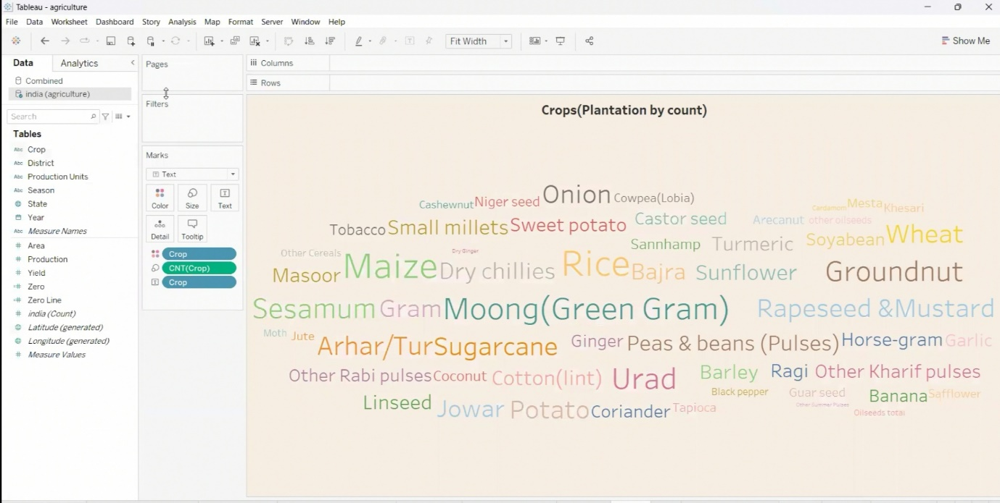 Tableau - agriculture
File Data Worksheet Dashboard Story Analysis Map Format Server Window Help
Fit Width
Show Me
Data
Analytics
Combined
india (agriculture)
Search
Tables
Abc Crop
Abc District
Abc Production Units
Abc Season
State
Year
Abc Measure Names
# Area
# Production
# Yield
=# Zero
=# Zero Line
# india (Count)
Latitude (generated)
Longitude (generated)
# Measure Values
Pages
Filters
Marks
Text
Color Size Text
Detail Tooltip
Crop
CNT(Crop)
Crop
Columns
Rows
Crops(Plantation by count)
Cashewnut Niger seed Onion Cowpea(Lobia) Cardamom Mesta Khesari
Tobacco Small millets Sweet potato Castor seed Arecanut other oilseeds
Sannhamp Turmeric Soyabean Wheat
Other Cereals Dry Ginger
Masoor Maize Dry chillies Rice Bajra Sunflower Groundnut
Sesamum Gram Moong(Green Gram) Rapeseed &Mustard
Moth Jute Arhar/Tur Sugarcane Ginger Peas & beans (Pulses) Horse-gram Garlic
Other Rabi pulses Coconut Cotton(lint) Urad Barley Ragi Other Kharif pulses
Black pepper Guar seed Banana Safflower
Linseed Jowar Potato Coriander Tapioca Other Summer Pulses
Oilseeds total